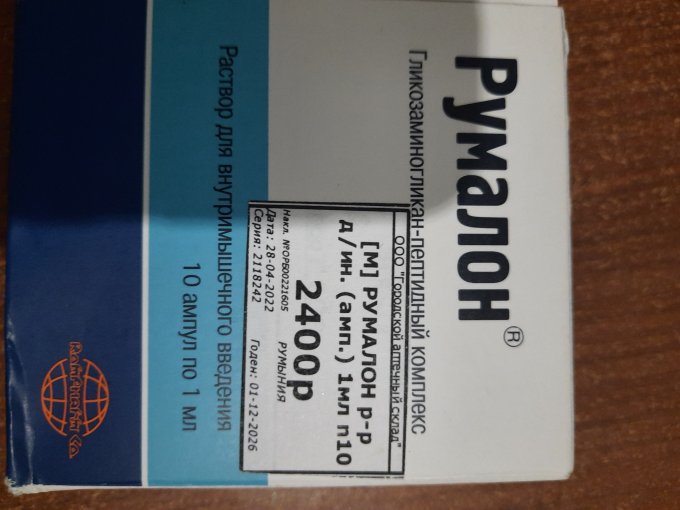 Румалон®
Гликозаминогликан-пептидный комплекс
ООО "Городской аптечный склад"
[М] РУМАЛОН р-р
д/ин. (амп.) 1мл п10
2400р
Накл. №ОРБ00221605 РУМЫНИЯ
Дата: 28-04-2022
Серия: 2118242 Годен: 01-12-2026
Раствор для внутримышечного введения
10 ампул по 1 мл